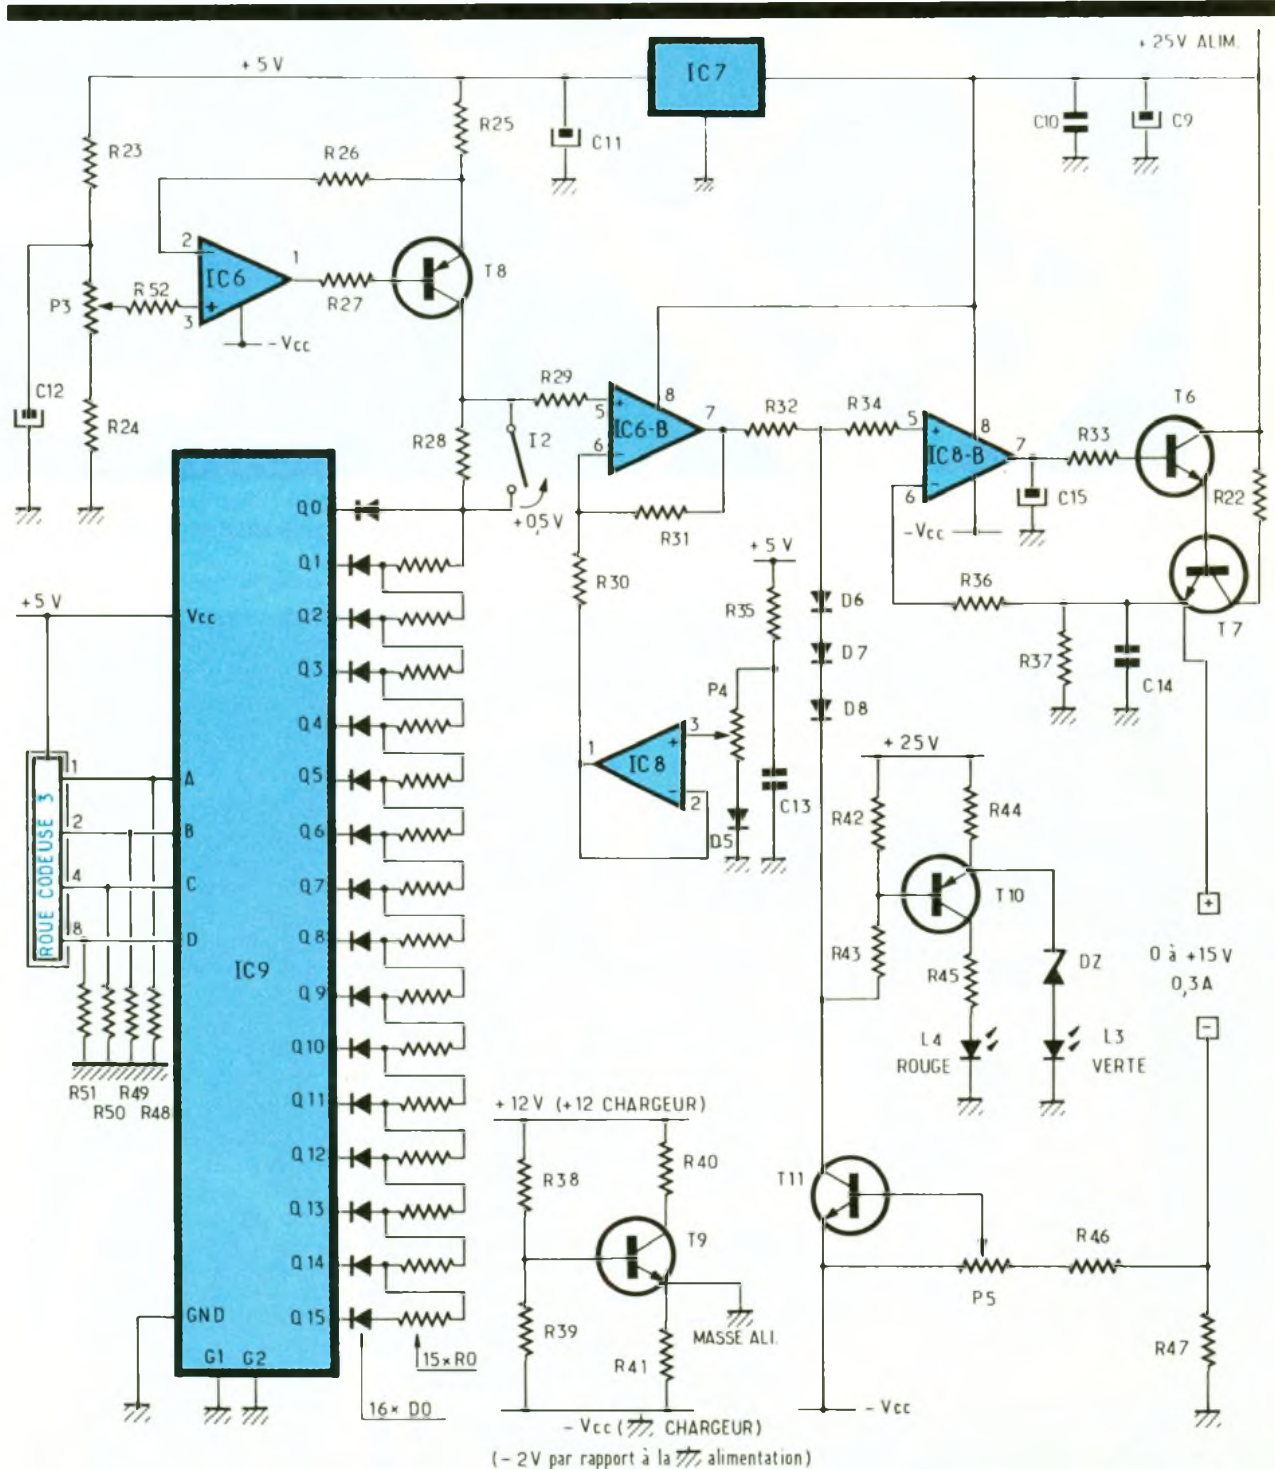 + 25V ALIM.
+ 5V
IC7
R25
C11
C10
C9
R23
R26
2
1
IC6
T8
P3
R52
+
3
R27
- Vcc
C12
R24
R28
R29
I2
+0,5V
5
+
8
7
IC6-B
6
-
R31
R32
R34
5
+
8
7
IC8-B
6
-
-Vcc
R33
C15
T6
R22
T7
R30
+ 5V
R35
P4
D6
D7
D8
R36
R37
C14
1
3
+
IC8
-
2
D5
C13
+ 25V
R42
R44
T10
R43
R45
DZ
L4
ROUGE
L3
VERTE
+
0 à +15V
0,3A
-
+5V
Vcc
ROUE CODEUSE 3
1
2
4
8
A
B
C
D
IC9
R51
R50
R49
R48
GND
G1
G2
Q0
Q1
Q2
Q3
Q4
Q5
Q6
Q7
Q8
Q9
Q10
Q11
Q12
Q13
Q14
Q15
15×R0
16× D0
+ 12V (+12 CHARGEUR)
R38
R40
T9
R39
R41
MASSE ALI.
- Vcc ( CHARGEUR)
(- 2V par rapport à la alimentation)
T11
P5
R46
R47
- Vcc